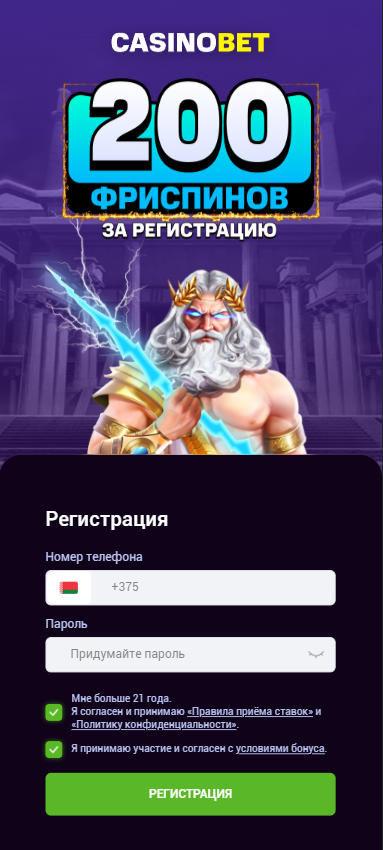 CASINOBET
200
ФРИСПИНОВ
ЗА РЕГИСТРАЦИЮ
Регистрация
Номер телефона
+375
Пароль
Придумайте пароль
Мне больше 21 года.
Я согласен и принимаю «Правила приёма ставок» и
«Политику конфиденциальности».
Я принимаю участие и согласен с условиями бонуса.
РЕГИСТРАЦИЯ